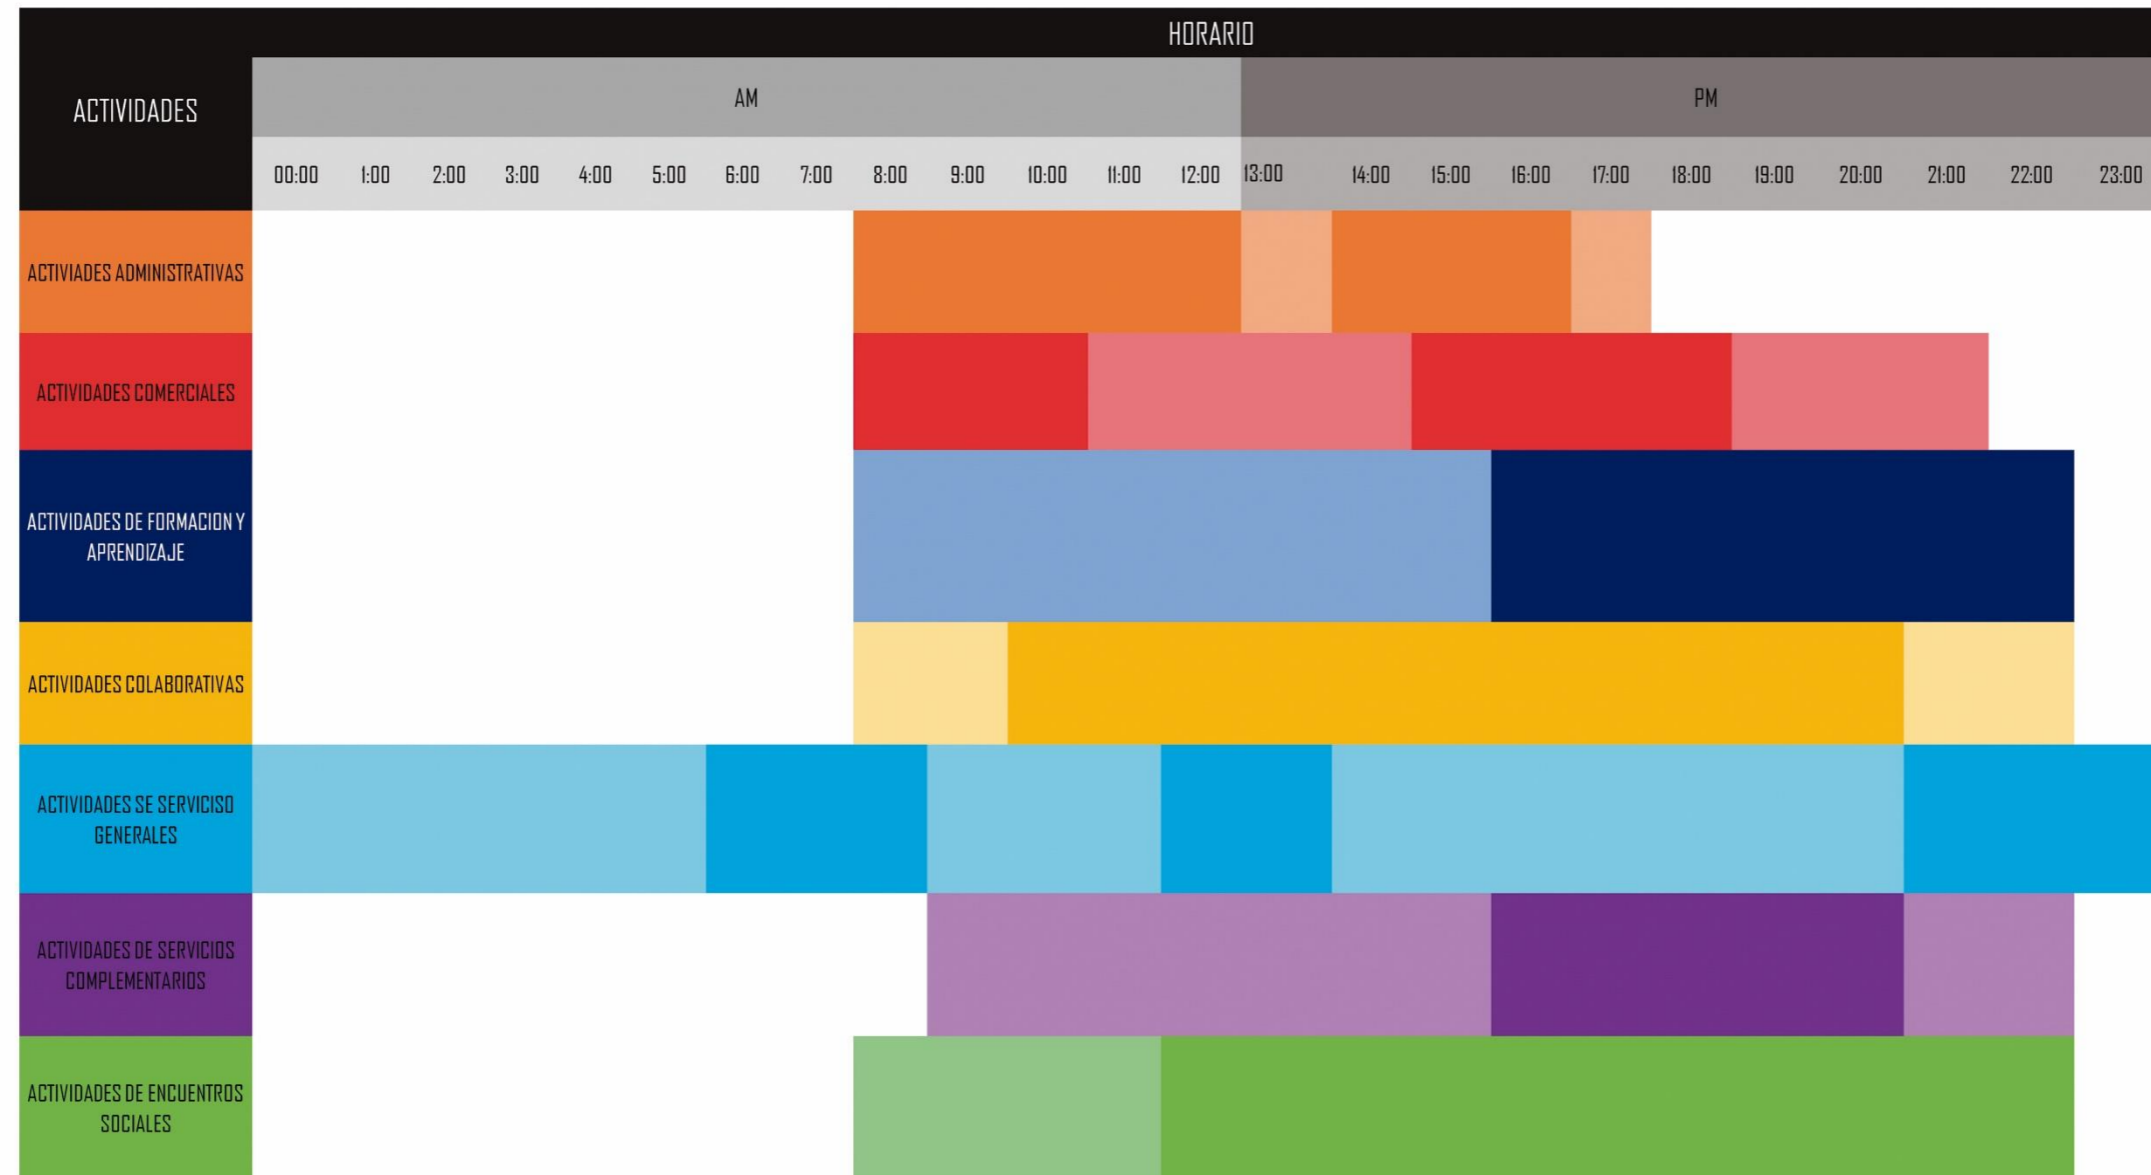 HORARIO
ACTIVIDADES
AM
PM
00:00 1:00 2:00 3:00 4:00 5:00 6:00 7:00 8:00 9:00 10:00 11:00 12:00 13:00 14:00 15:00 16:00 17:00 18:00 19:00 20:00 21:00 22:00 23:00
ACTIVIADES ADMINISTRATIVAS
ACTIVIDADES COMERCIALES
ACTIVIDADES DE FORMACION Y
APRENDIZAJE
ACTIVIDADES COLABORATIVAS
ACTIVIDADES SE SERVICISO
GENERALES
ACTIVIDADES DE SERVICIOS
COMPLEMENTARIOS
ACTIVIDADES DE ENCUENTROS
SOCIALES